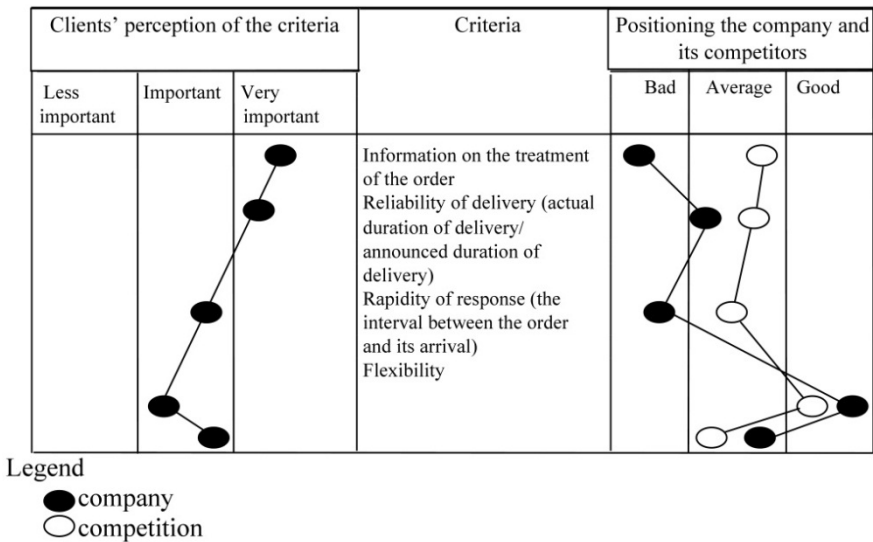 Clients' perception of the criteria
Criteria
Positioning the company and
its competitors
Less
important
Important
Very
important
Bad
Average
Good
Information on the treatment
of the order
Reliability of delivery (actual
duration of delivery/
announced duration of
delivery)
Rapidity of response (the
interval between the order
and its arrival)
Flexibility
Legend
company
competition